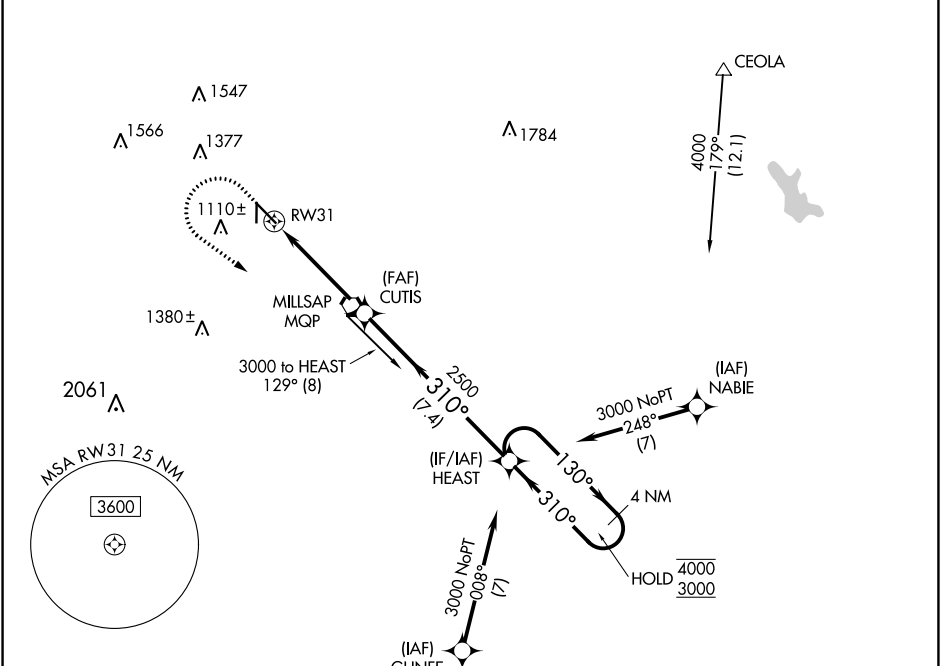 CEOLA
1547
1566
1377
1784
4000
179°
(12.1)
1110±
RW31
(FAF)
CUTIS
MILLSAP
MQP
1380±
3000 to HEAST
129° (8)
2500
310°
(7.4)
2061
(IAF)
NABIE
3000 NoPT
248°
(7)
MSA RW31 25 NM
3600
(IF/IAF)
HEAST
130°
310°
4 NM
HOLD
4000
3000
3000 NoPT
008°
(7)
(IAF)